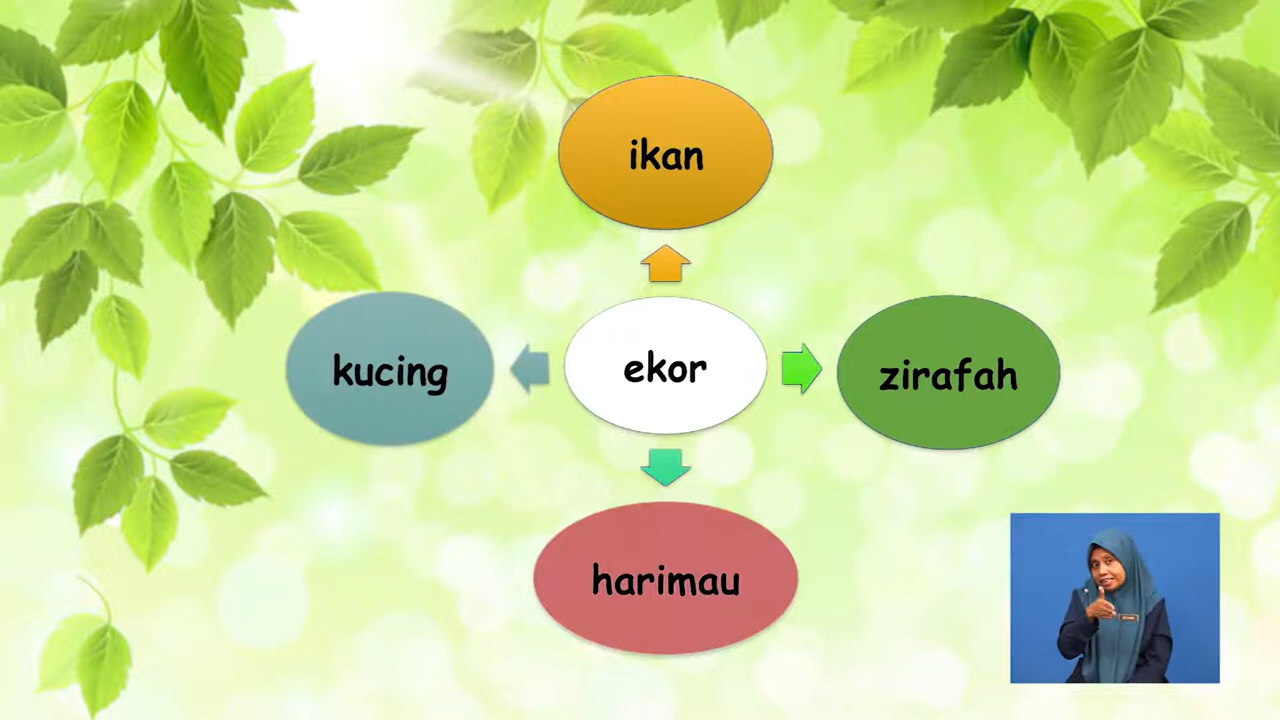 ikan
kucing
ekor
zirafah
harimau